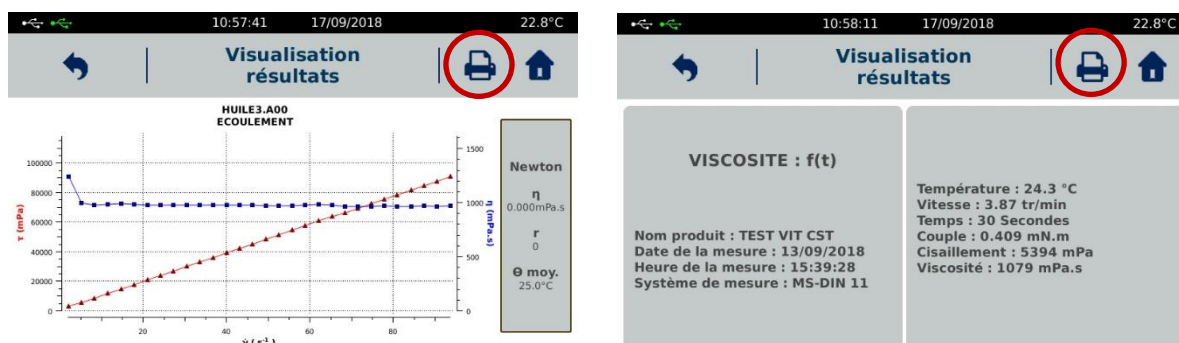 10:57:41 17/09/2018 22.8°C
Visualisation
résultats
HUILE3.A00
ECOULEMENT
100000
80000
60000
40000
20000
0
τ (mPa)
20 40 60 80
γ̇ ( s⁻¹ )
1500
1000
500
0
η (mPa.s)
Newton
η
0.000mPa.s
r
0
Θ moy.
25.0°C
10:58:11 17/09/2018 22.8°C
Visualisation
résultats
VISCOSITE : f(t)
Nom produit : TEST VIT CST
Date de la mesure : 13/09/2018
Heure de la mesure : 15:39:28
Système de mesure : MS-DIN 11
Température : 24.3 °C
Vitesse : 3.87 tr/min
Temps : 30 Secondes
Couple : 0.409 mN.m
Cisaillement : 5394 mPa
Viscosité : 1079 mPa.s